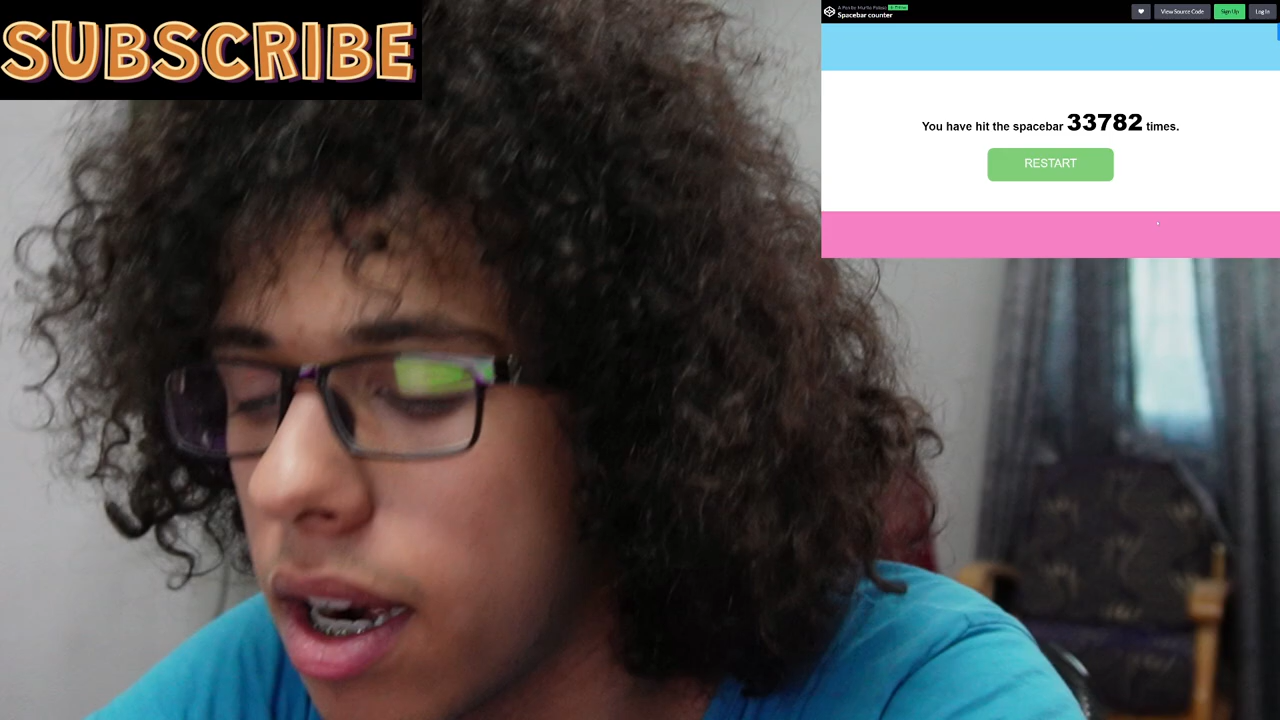 SUBSCRIBE
Spacebar counter
View Source Code
Sign Up
Log In
You have hit the spacebar 33782 times.
RESTART